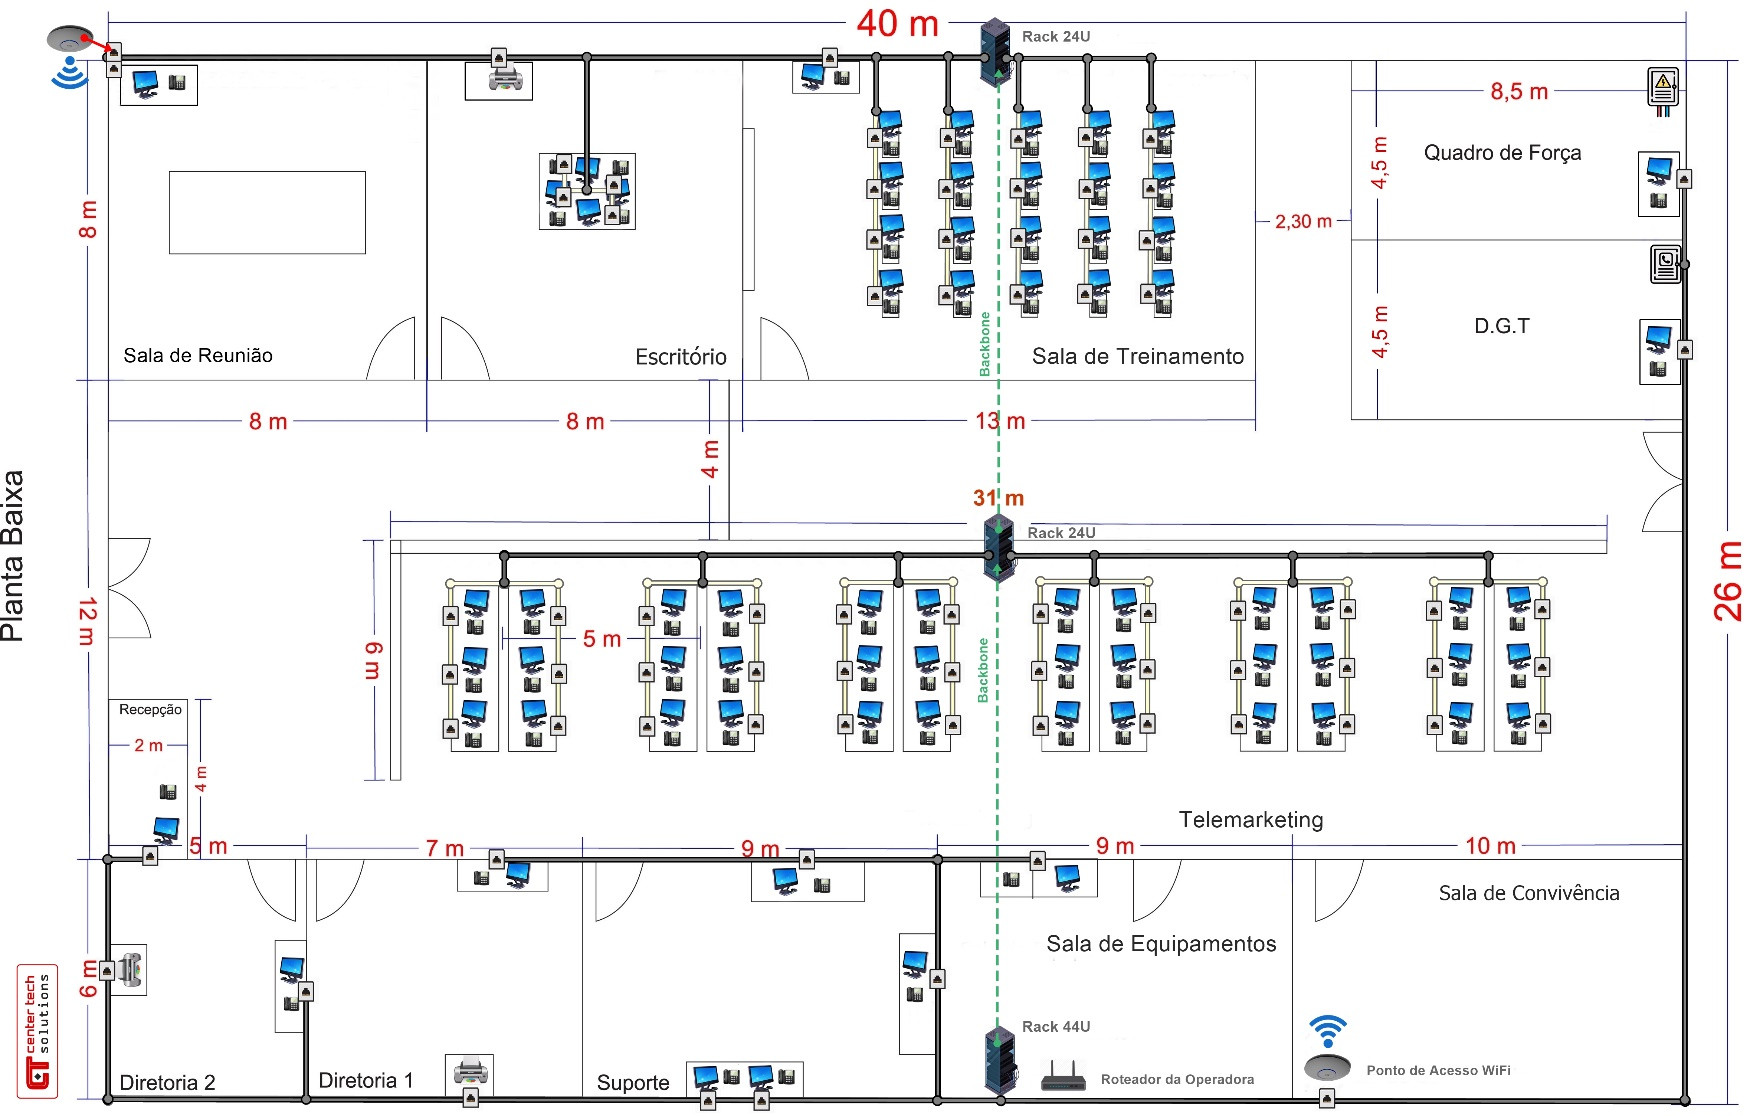 40 m
Rack 24U
8,5 m
4,5 m
Quadro de Força
8 m
2,30 m
Backbone
4,5 m
D.G.T
Sala de Reunião
Escritório
Sala de Treinamento
8 m
8 m
13 m
4 m
Planta Baixa
31 m
Rack 24U
26 m
12 m
5 m
6 m
Backbone
Recepção
2 m
4 m
Telemarketing
5 m
7 m
9 m
9 m
10 m
Sala de Convivência
Sala de Equipamentos
6 m
center tech
solutions
Rack 44U
Diretoria 2
Diretoria 1
Suporte
Roteador da Operadora
Ponto de Acesso WiFi